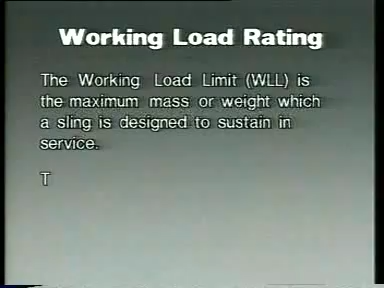 Working Load Rating
The Working Load Limit (WLL) is
the maximum mass or weight which
a sling is designed to sustain in
service.
T